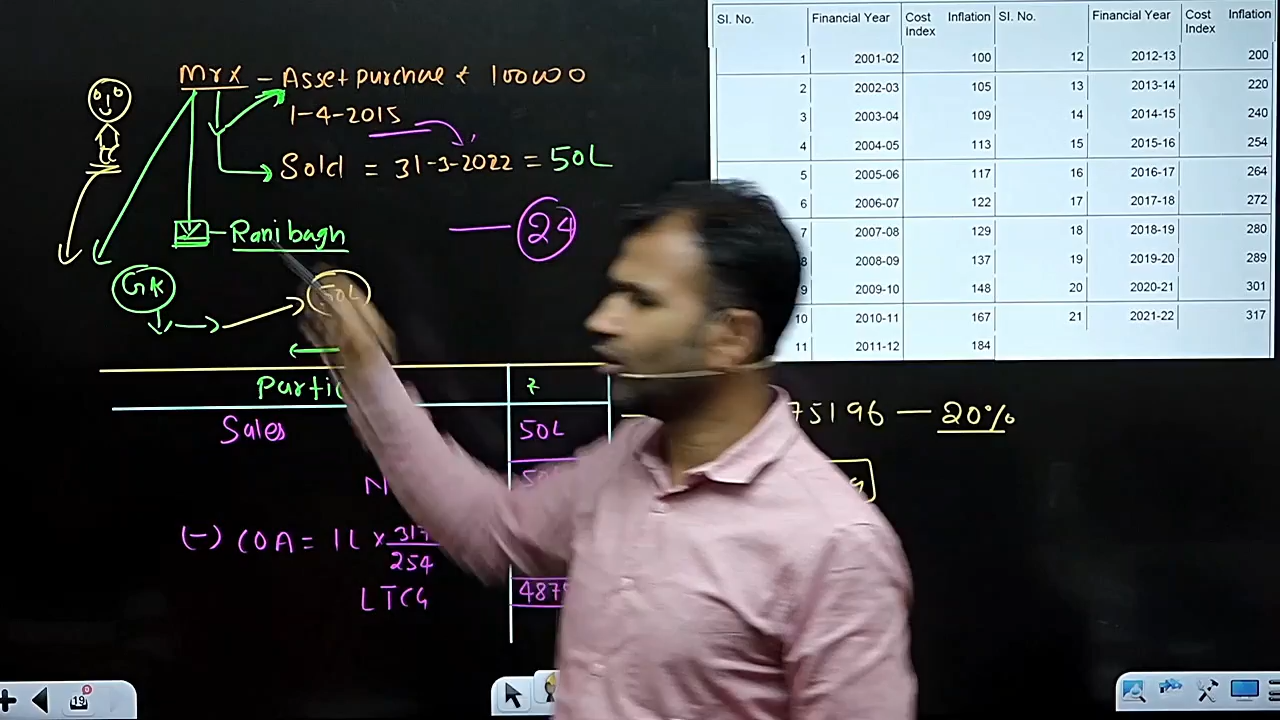 Mr X - Asset purchase ₹ 100000
1-4-2015
Sold = 31-3-2022 = 50L
Ranibagh
24
GK
50L
₹
Sales 50L
(-) COA = 1L x 317
254
LTCG
75196 — 20%
SI. No. Financial Year Cost Inflation Index SI. No. Financial Year Cost Inflation Index
1 2001-02 100 12 2012-13 200
2 2002-03 105 13 2013-14 220
3 2003-04 109 14 2014-15 240
4 2004-05 113 15 2015-16 254
5 2005-06 117 16 2016-17 264
6 2006-07 122 17 2017-18 272
7 2007-08 129 18 2018-19 280
8 2008-09 137 19 2019-20 289
9 2009-10 148 20 2020-21 301
10 2010-11 167 21 2021-22 317
11 2011-12 184
19